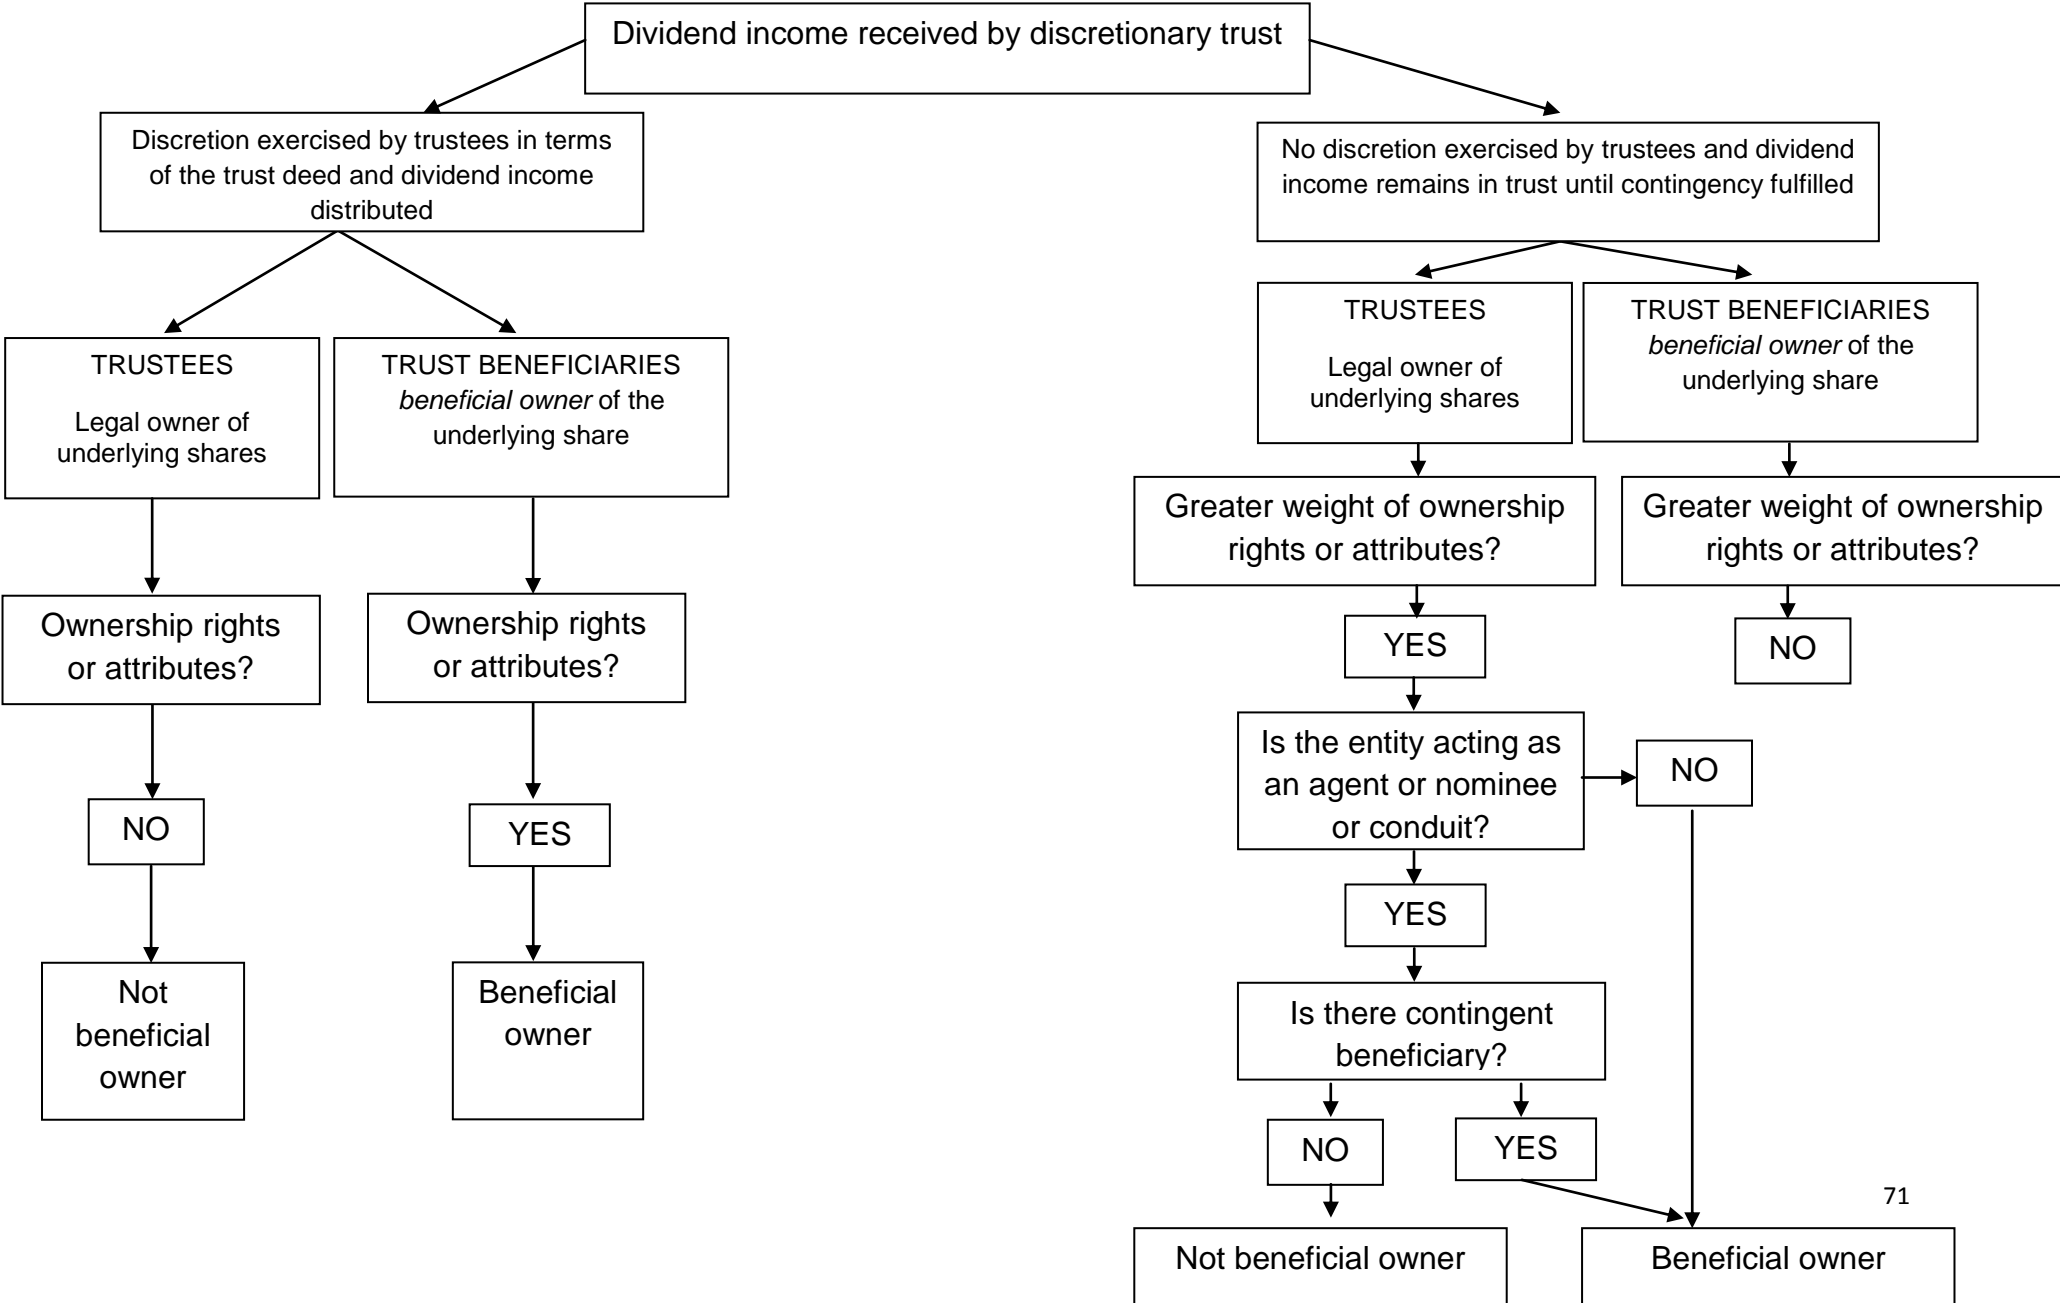 Dividend income received by discretionary trust
Discretion exercised by trustees in terms
of the trust deed and dividend income
distributed
No discretion exercised by trustees and dividend
income remains in trust until contingency fulfilled
TRUSTEES
Legal owner of
underlying shares
TRUST BENEFICIARIES
beneficial owner of the
underlying share
TRUSTEES
Legal owner of
underlying shares
TRUST BENEFICIARIES
beneficial owner of the
underlying share
Ownership rights
or attributes?
Ownership rights
or attributes?
Greater weight of ownership
rights or attributes?
Greater weight of ownership
rights or attributes?
NO
YES
YES
NO
Not
beneficial
owner
Beneficial
owner
Is the entity acting as
an agent or nominee
or conduit?
NO
YES
Is there contingent
beneficiary?
NO
YES
71
Not beneficial owner
Beneficial owner